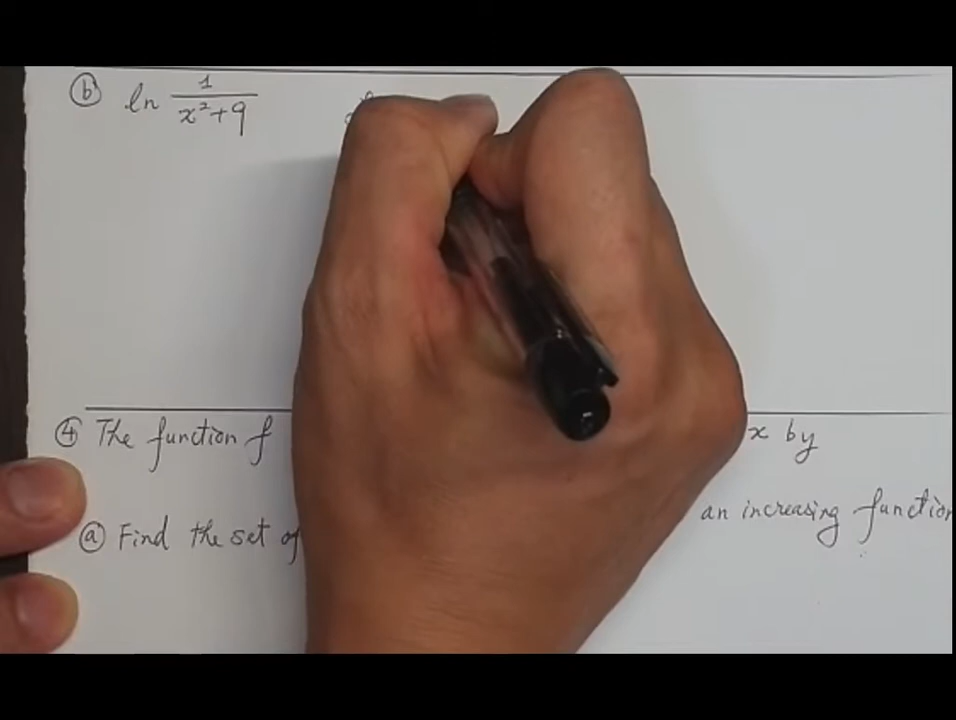 ⓑ ln 1/(x²+9)
④ The function f x by
ⓐ Find the set of an increasing function